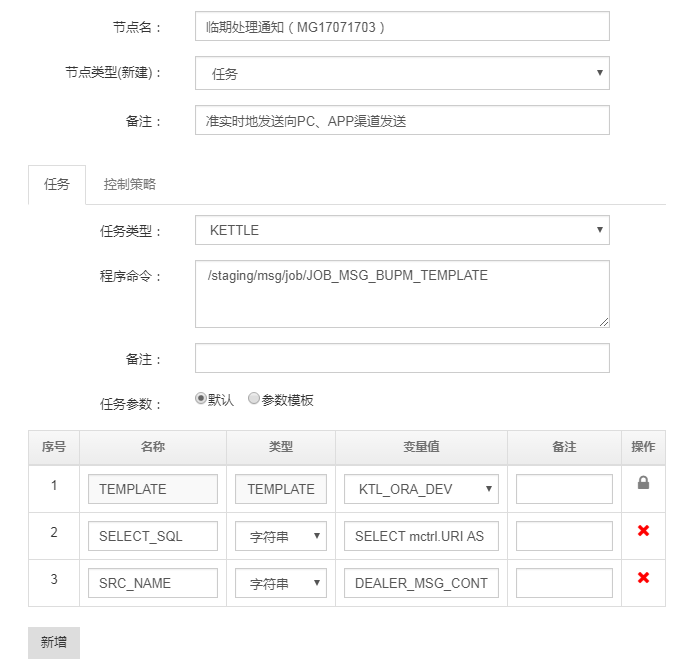 节点名： 临期处理通知（MG17071703）
节点类型(新建)： 任务
备注： 准实时地发送向PC、APP渠道发送
任务 控制策略
任务类型： KETTLE
程序命令： /staging/msg/job/JOB_MSG_BUPM_TEMPLATE
备注：
任务参数： 默认 参数模板
序号 名称 类型 变量值 备注 操作
1 TEMPLATE TEMPLATE KTL_ORA_DEV
2 SELECT_SQL 字符串 SELECT mctrl.URI AS
3 SRC_NAME 字符串 DEALER_MSG_CONT
新增